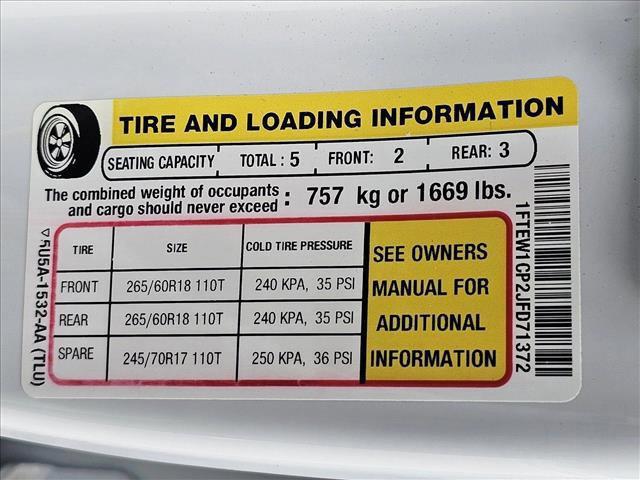 TIRE AND LOADING INFORMATION
SEATING CAPACITY TOTAL : 5 FRONT: 2 REAR: 3
The combined weight of occupants
and cargo should never exceed : 757 kg or 1669 lbs.
TIRE SIZE COLD TIRE PRESSURE
FRONT 265/60R18 110T 240 KPA, 35 PSI
REAR 265/60R18 110T 240 KPA, 35 PSI
SPARE 245/70R17 110T 250 KPA, 36 PSI
SEE OWNERS
MANUAL FOR
ADDITIONAL
INFORMATION
▽5U5A-1532-AA (TLU)
1FTEW1CP2JFD71372